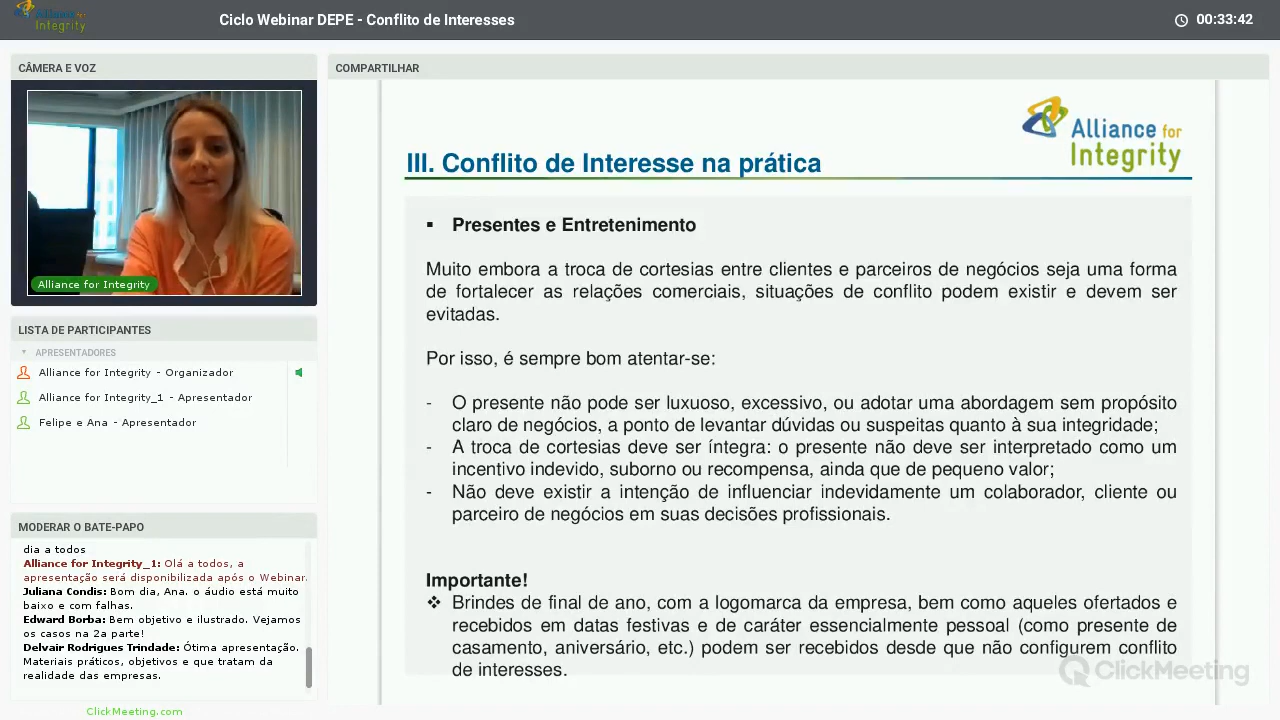 Alliance for
Integrity
Ciclo Webinar DEPE - Conflito de Interesses
00:33:42
CÂMERA E VOZ
Alliance for Integrity
LISTA DE PARTICIPANTES
APRESENTADORES
Alliance for Integrity - Organizador
Alliance for Integrity_1 - Apresentador
Felipe e Ana - Apresentador
MODERAR O BATE-PAPO
dia a todos
Alliance for Integrity_1: Olá a todos, a
apresentação será disponibilizada após o Webinar.
Juliana Condis: Bom dia, Ana. o áudio está muito
baixo e com falhas.
Edward Borba: Bem objetivo e ilustrado. Vejamos
os casos na 2a parte!
Delvair Rodrigues Trindade: Ótima apresentação.
Materiais práticos, objetivos e que tratam da
realidade das empresas.
ClickMeeting.com
COMPARTILHAR
Alliance for
Integrity
III. Conflito de Interesse na prática
▪ Presentes e Entretenimento
Muito embora a troca de cortesias entre clientes e parceiros de negócios seja uma forma
de fortalecer as relações comerciais, situações de conflito podem existir e devem ser
evitadas.
Por isso, é sempre bom atentar-se:
- O presente não pode ser luxuoso, excessivo, ou adotar uma abordagem sem propósito
claro de negócios, a ponto de levantar dúvidas ou suspeitas quanto à sua integridade;
- A troca de cortesias deve ser íntegra: o presente não deve ser interpretado como um
incentivo indevido, suborno ou recompensa, ainda que de pequeno valor;
- Não deve existir a intenção de influenciar indevidamente um colaborador, cliente ou
parceiro de negócios em suas decisões profissionais.
Importante!
❖ Brindes de final de ano, com a logomarca da empresa, bem como aqueles ofertados e
recebidos em datas festivas e de caráter essencialmente pessoal (como presente de
casamento, aniversário, etc.) podem ser recebidos desde que não configurem conflito
de interesses.
ClickMeeting